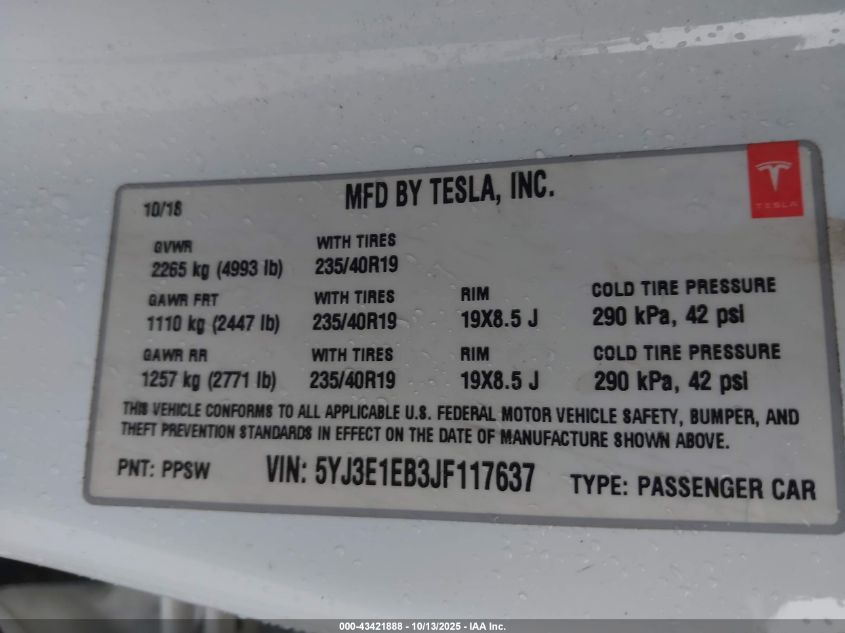 10/18
MFD BY TESLA, INC.
TESLA
GVWR
2265 kg (4993 lb)
WITH TIRES
235/40R19
GAWR FRT
1110 kg (2447 lb)
WITH TIRES
235/40R19
RIM
19X8.5 J
COLD TIRE PRESSURE
290 kPa, 42 psi
GAWR RR
1257 kg (2771 lb)
WITH TIRES
235/40R19
RIM
19X8.5 J
COLD TIRE PRESSURE
290 kPa, 42 psi
THIS VEHICLE CONFORMS TO ALL APPLICABLE U.S. FEDERAL MOTOR VEHICLE SAFETY, BUMPER, AND
THEFT PREVENTION STANDARDS IN EFFECT ON THE DATE OF MANUFACTURE SHOWN ABOVE.
PNT: PPSW
VIN: 5YJ3E1EB3JF117637
TYPE: PASSENGER CAR
000-43421888 - 10/13/2025 - IAA Inc.